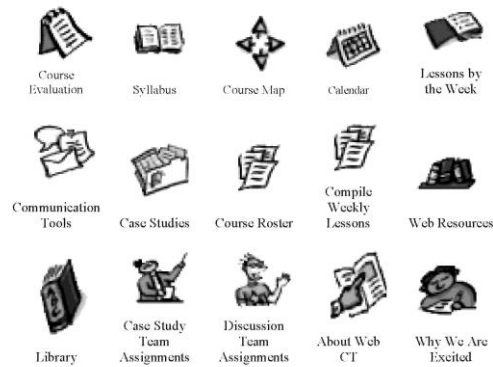 Course
Evaluation
Syllabus
Course Map
Calendar
Lessons by
the Week
Communication
Tools
Case Studies
Course Roster
Compile
Weekly
Lessons
Web Resources
Library
Case Study
Team
Assignments
Discussion
Team
Assignments
About Web
CT
Why We Are
Excited